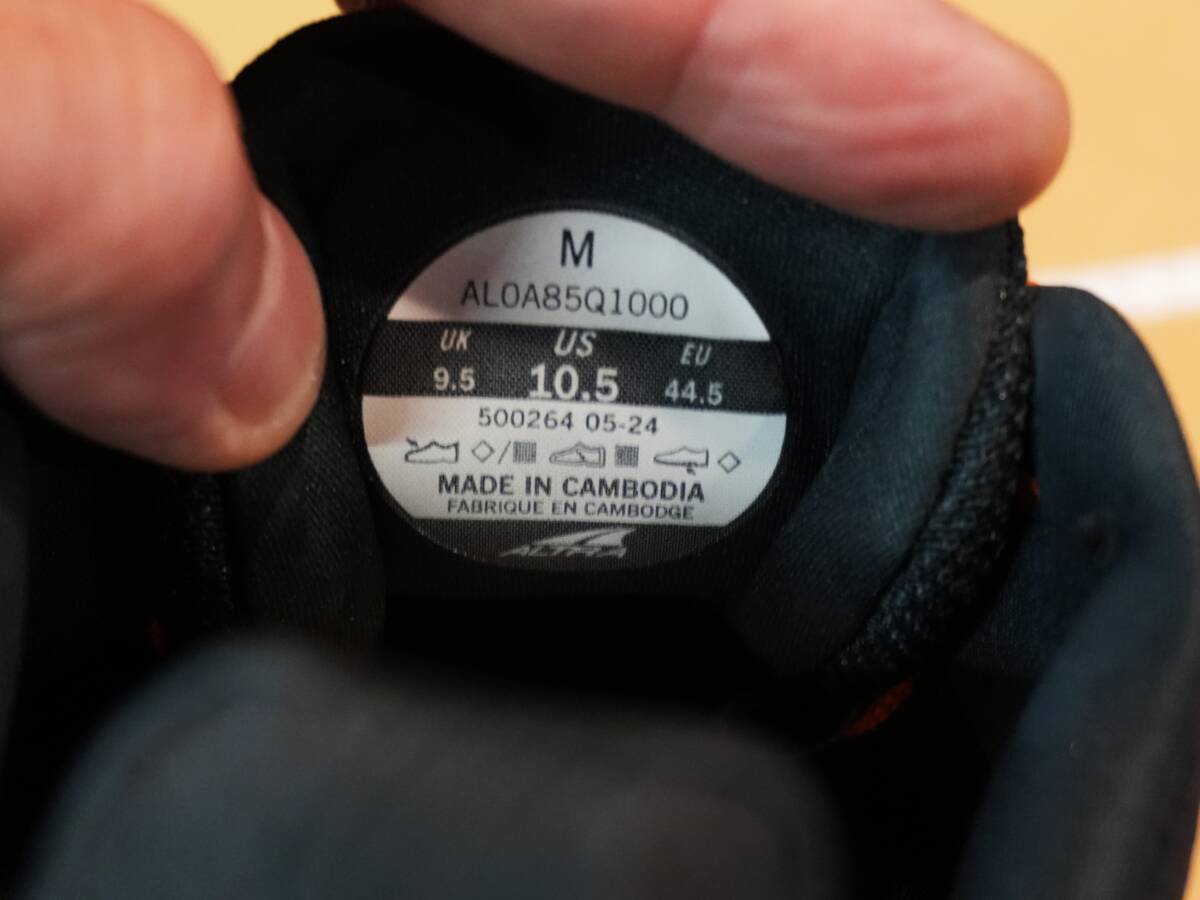 M
AL0A85Q1000
UK US EU
9.5 10.5 44.5
500264 05-24
MADE IN CAMBODIA
FABRIQUE EN CAMBODGE
ALTRA